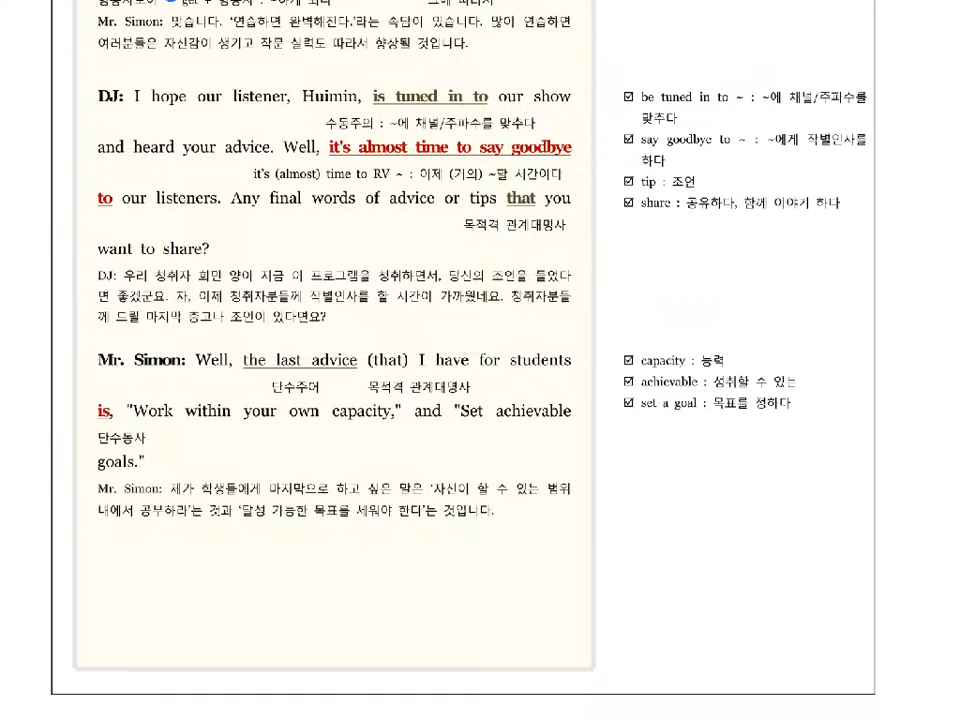 get + 형용사 : ~하게 되다
Mr. Simon: 맞습니다. '연습하면 완벽해진다.'라는 속담이 있습니다. 많이 연습하면
여러분들은 자신감이 생기고 작문 실력도 따라서 향상될 것입니다.
DJ: I hope our listener, Huimin, is tuned in to our show
수동주의 : ~에 채널/주파수를 맞추다
and heard your advice. Well, it's almost time to say goodbye
it's (almost) time to RV ~ : 이제 (거의) ~할 시간이다
to our listeners. Any final words of advice or tips that you
목적격 관계대명사
want to share?
DJ: 우리 청취자 희민 양이 지금 이 프로그램을 청취하면서, 당신의 조언을 들었다
면 좋겠군요. 자, 이제 청취자분들께 작별인사를 할 시간이 가까웠네요. 청취자분들
께 드릴 마지막 충고나 조언이 있다면요?
Mr. Simon: Well, the last advice (that) I have for students
단수주어 목적격 관계대명사
is, "Work within your own capacity," and "Set achievable
단수동사
goals."
Mr. Simon: 제가 학생들에게 마지막으로 하고 싶은 말은 '자신이 할 수 있는 범위
내에서 공부하라'는 것과 '달성 가능한 목표를 세워야 한다'는 것입니다.
☑ be tuned in to ~ : ~에 채널/주파수를
맞추다
☑ say goodbye to ~ : ~에게 작별인사를
하다
☑ tip : 조언
☑ share : 공유하다, 함께 이야기 하다
☑ capacity : 능력
☑ achievable : 성취할 수 있는
☑ set a goal : 목표를 정하다